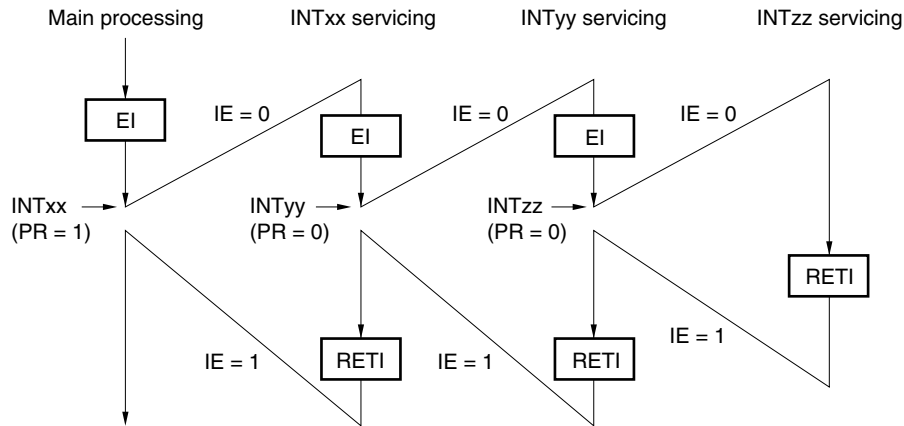 Main processing
INTxx servicing
INTyy servicing
INTzz servicing
IE = 0
IE = 0
IE = 0
EI
EI
EI
INTxx
(PR = 1)
INTyy
(PR = 0)
INTzz
(PR = 0)
RETI
IE = 1
RETI
IE = 1
RETI
IE = 1